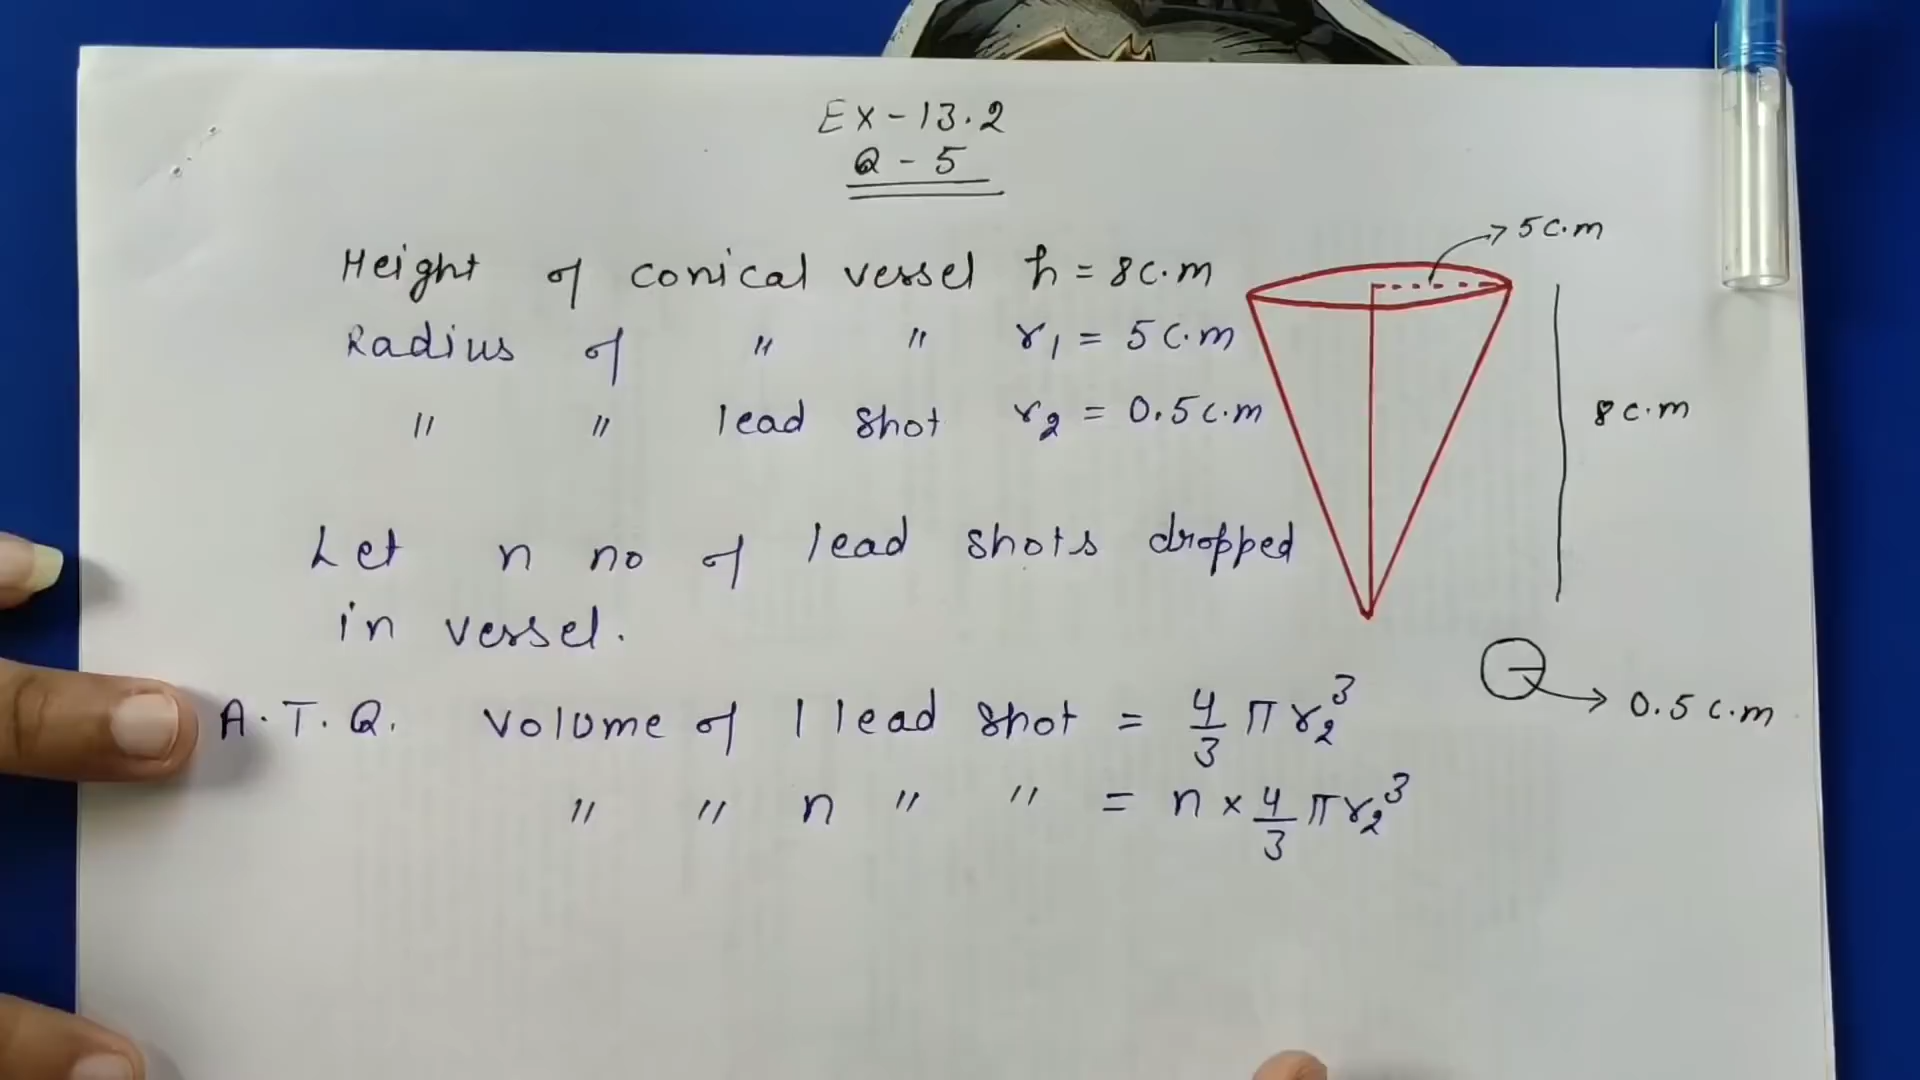 Ex-13.2
Q-5
Height of conical vessel h = 8c.m
Radius of " " r₁ = 5c.m
" " lead shot r₂ = 0.5c.m
5c.m
8c.m
0.5c.m
Let n no of lead shots dropped
in vessel.
A.T.Q. Volume of 1 lead shot = 4/3 πr₂³
" " n " " = n × 4/3 πr₂³